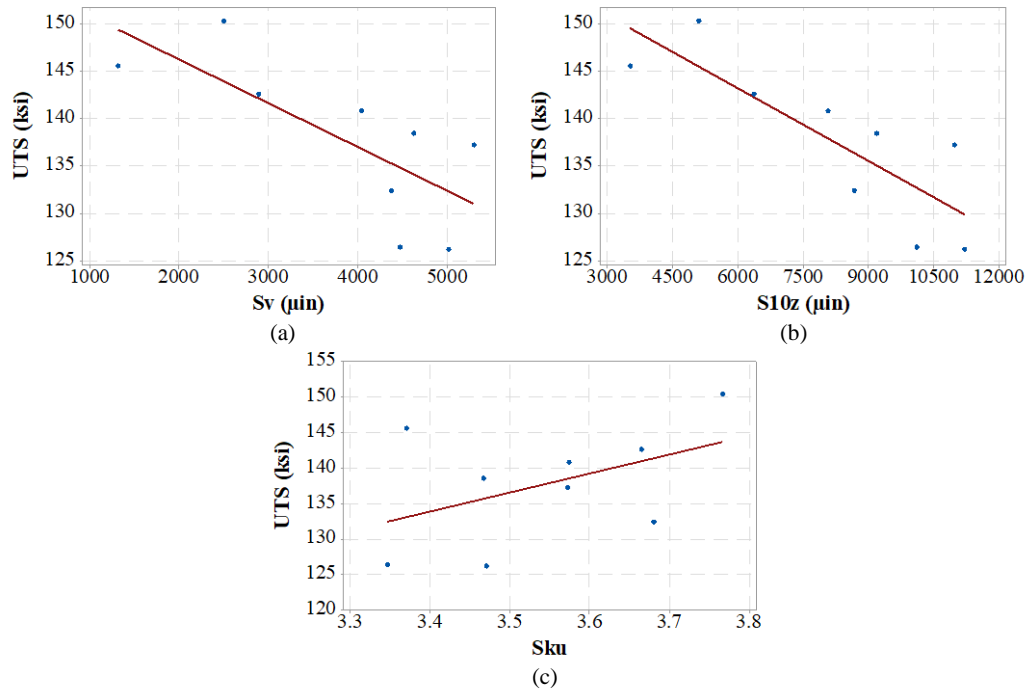 150
145
140
135
130
125
UTS (ksi)
1000 2000 3000 4000 5000
Sv (µin)
(a)
150
145
140
135
130
125
UTS (ksi)
3000 4500 6000 7500 9000 10500 12000
S10z (µin)
(b)
155
150
145
140
135
130
125
120
UTS (ksi)
3.3 3.4 3.5 3.6 3.7 3.8
Sku
(c)